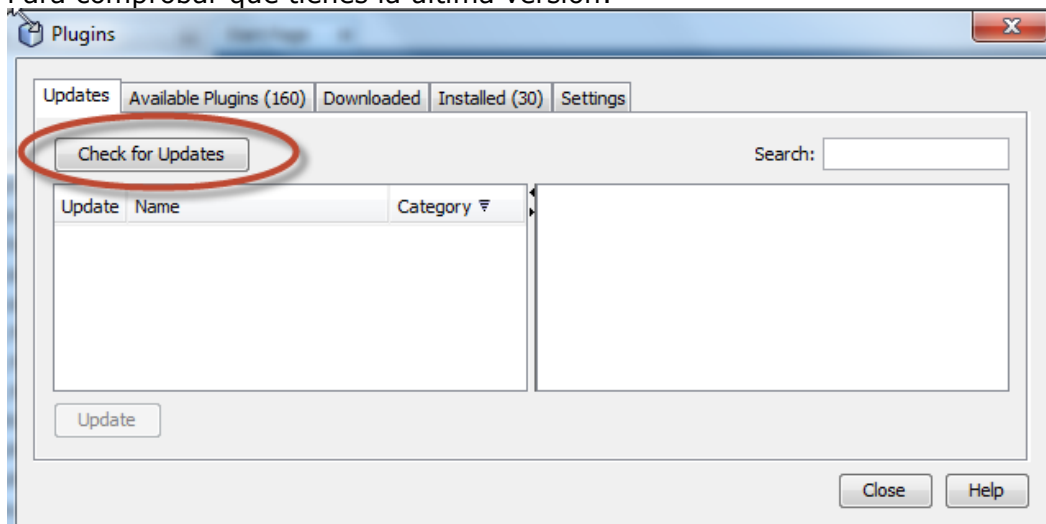 Para comprobar que tienes la última versión:
Plugins
Updates Available Plugins (160) Downloaded Installed (30) Settings
Check for Updates Search:
Update Name Category
Update
Close Help